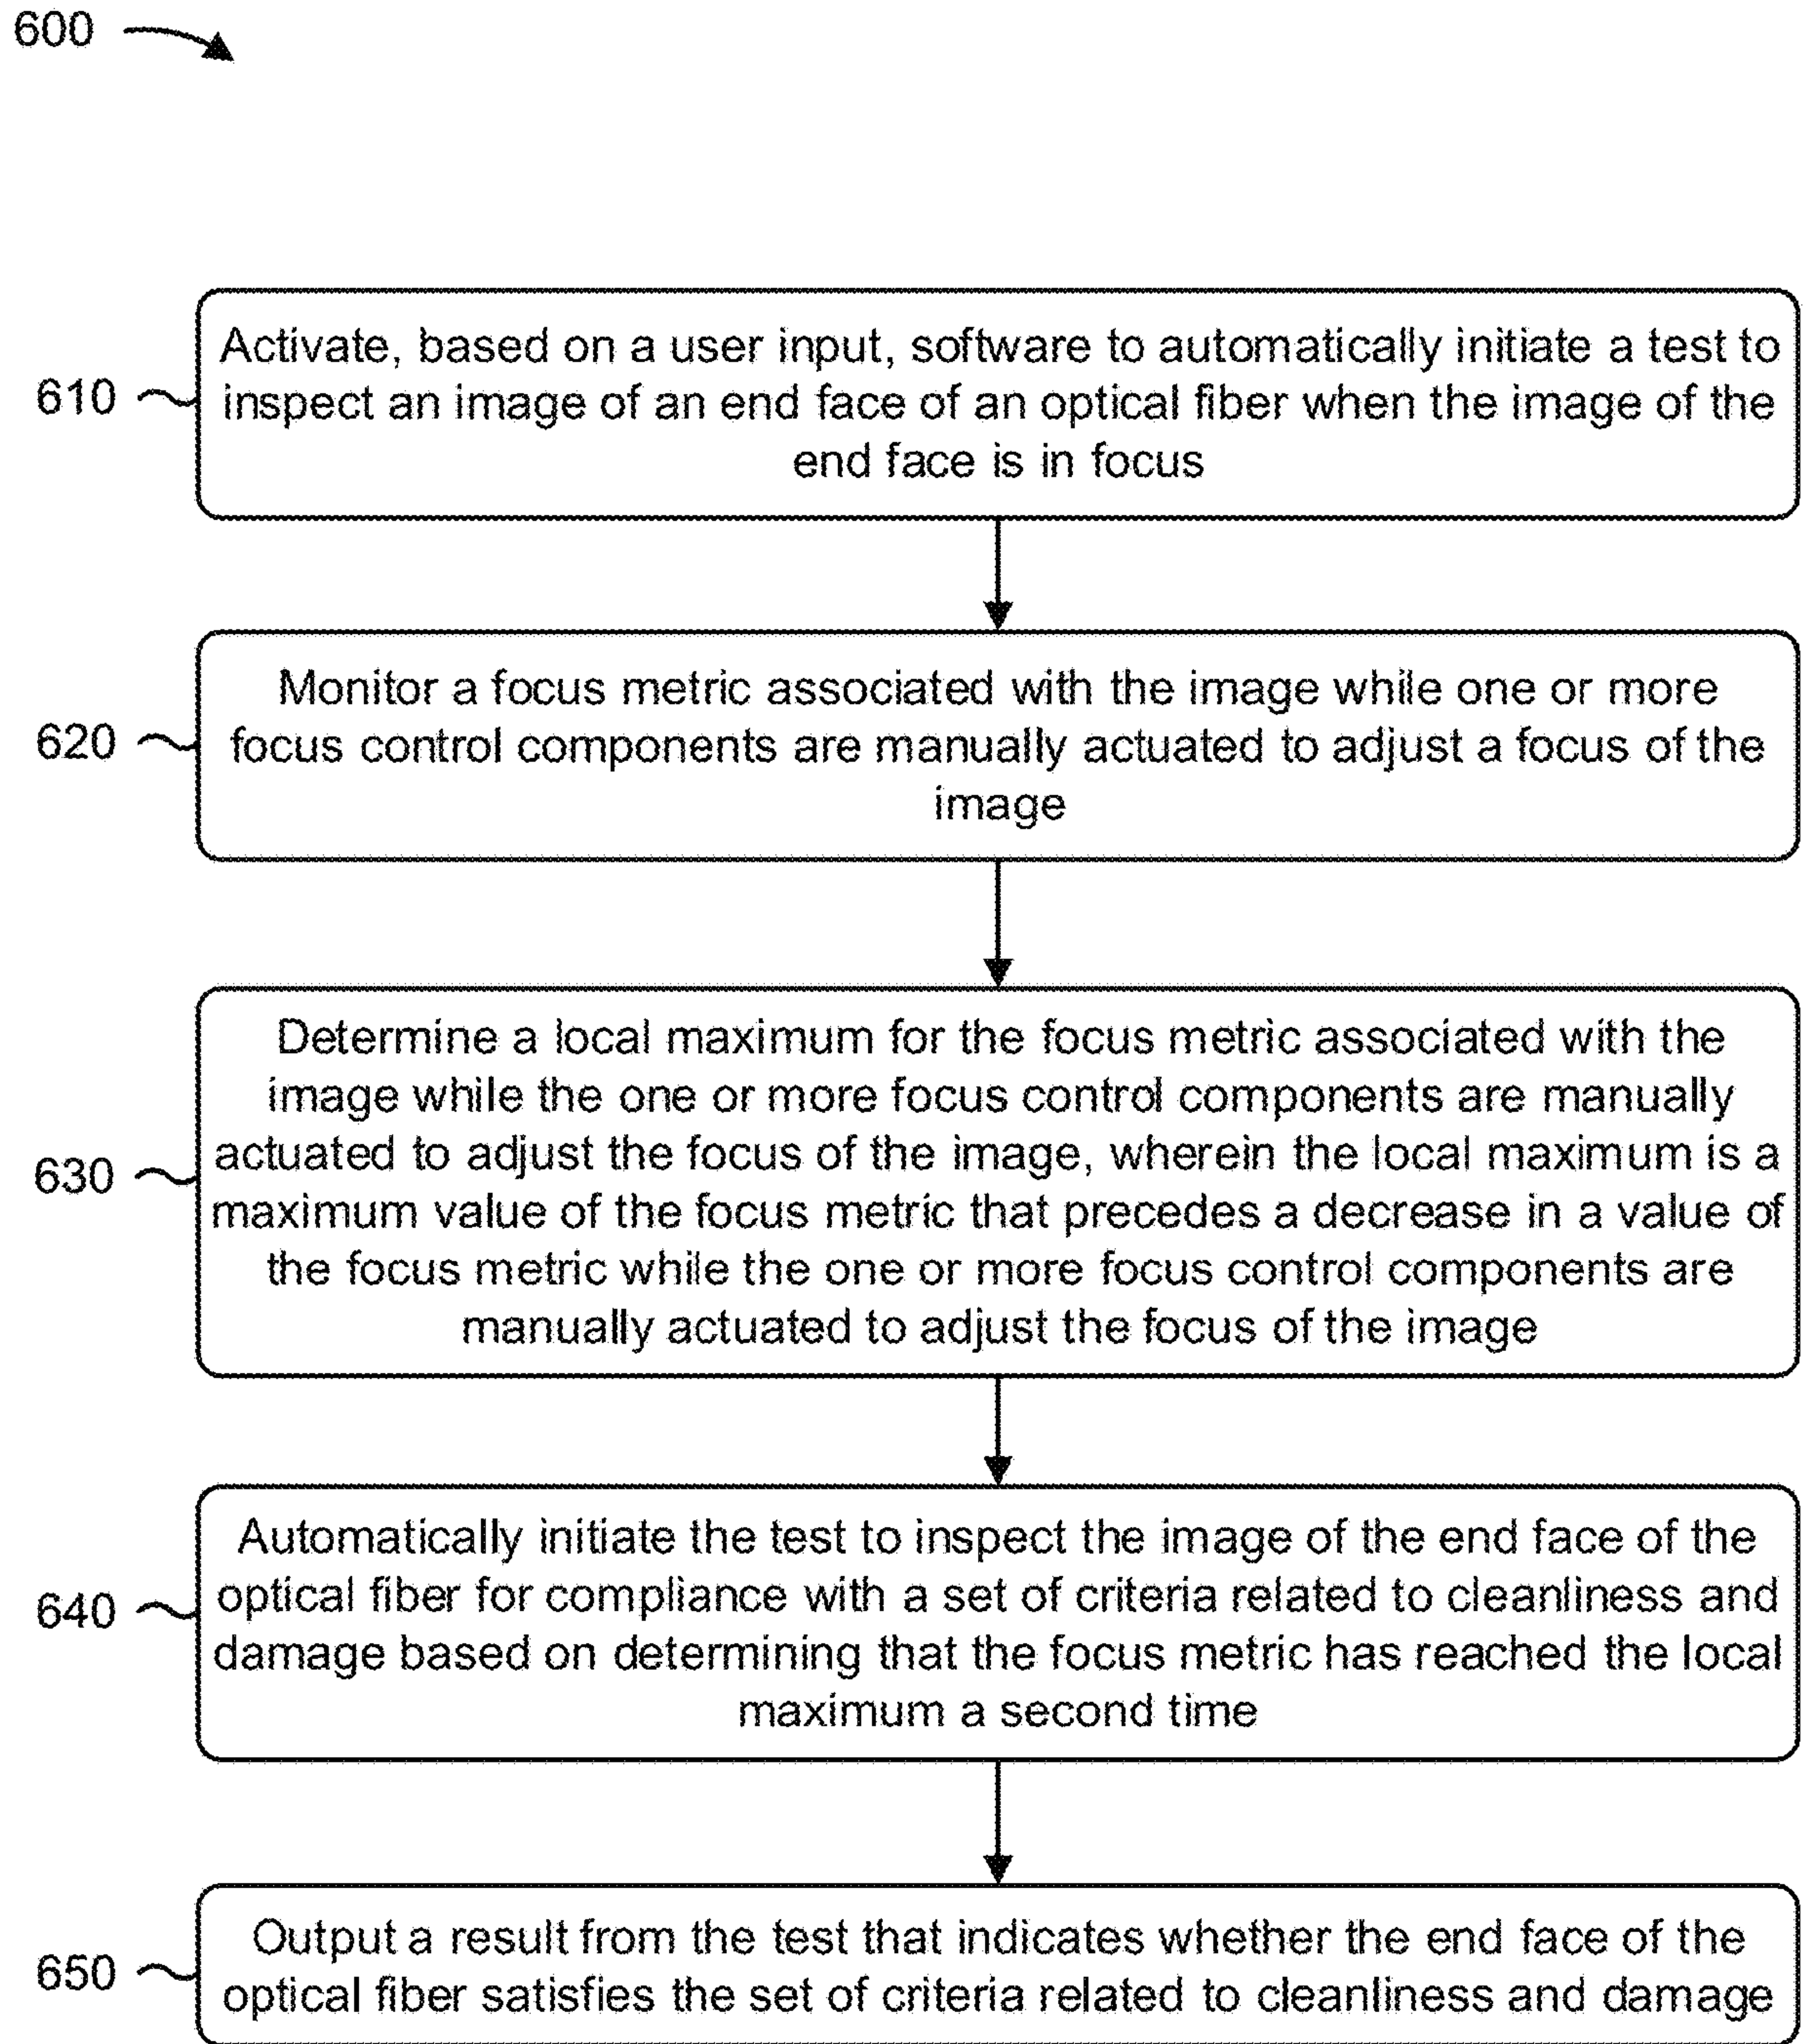 600
610
Activate, based on a user input, software to automatically initiate a test to
inspect an image of an end face of an optical fiber when the image of the
end face is in focus
620
Monitor a focus metric associated with the image while one or more
focus control components are manually actuated to adjust a focus of the
image
630
Determine a local maximum for the focus metric associated with the
image while the one or more focus control components are manually
actuated to adjust the focus of the image, wherein the local maximum is a
maximum value of the focus metric that precedes a decrease in a value of
the focus metric while the one or more focus control components are
manually actuated to adjust the focus of the image
640
Automatically initiate the test to inspect the image of the end face of the
optical fiber for compliance with a set of criteria related to cleanliness and
damage based on determining that the focus metric has reached the local
maximum a second time
650
Output a result from the test that indicates whether the end face of the
optical fiber satisfies the set of criteria related to cleanliness and damage